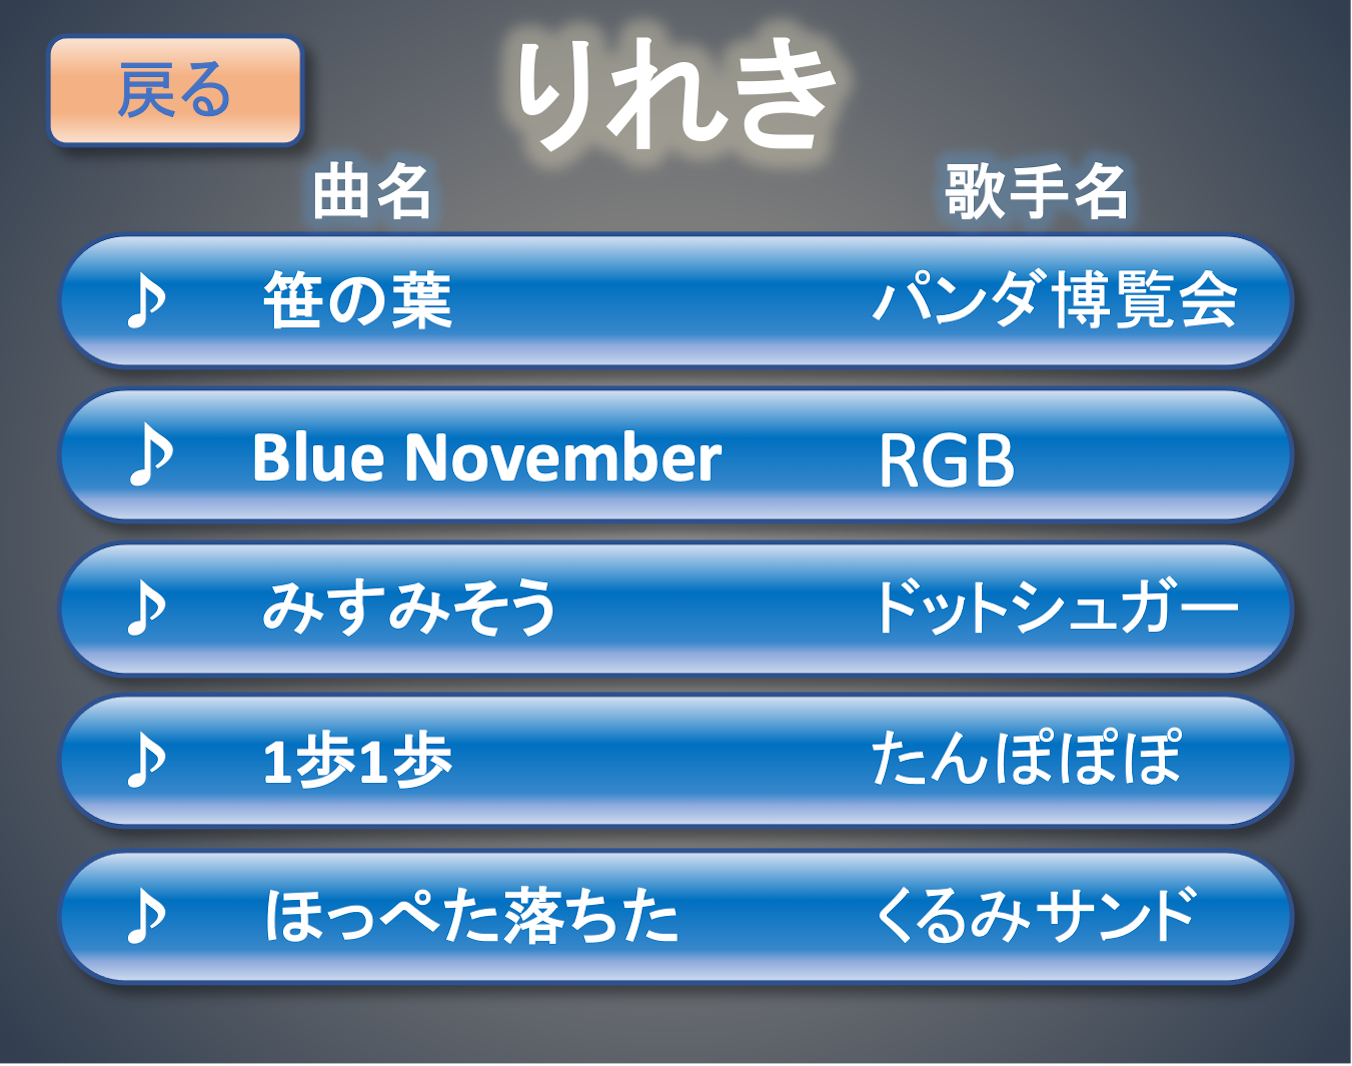 戻る
りれき
曲名 歌手名
♪ 笹の葉 パンダ博覧会
♪ Blue November RGB
♪ みすみそう ドットシュガー
♪ 1歩1歩 たんぽぽぽ
♪ ほっぺた落ちた くるみサンド